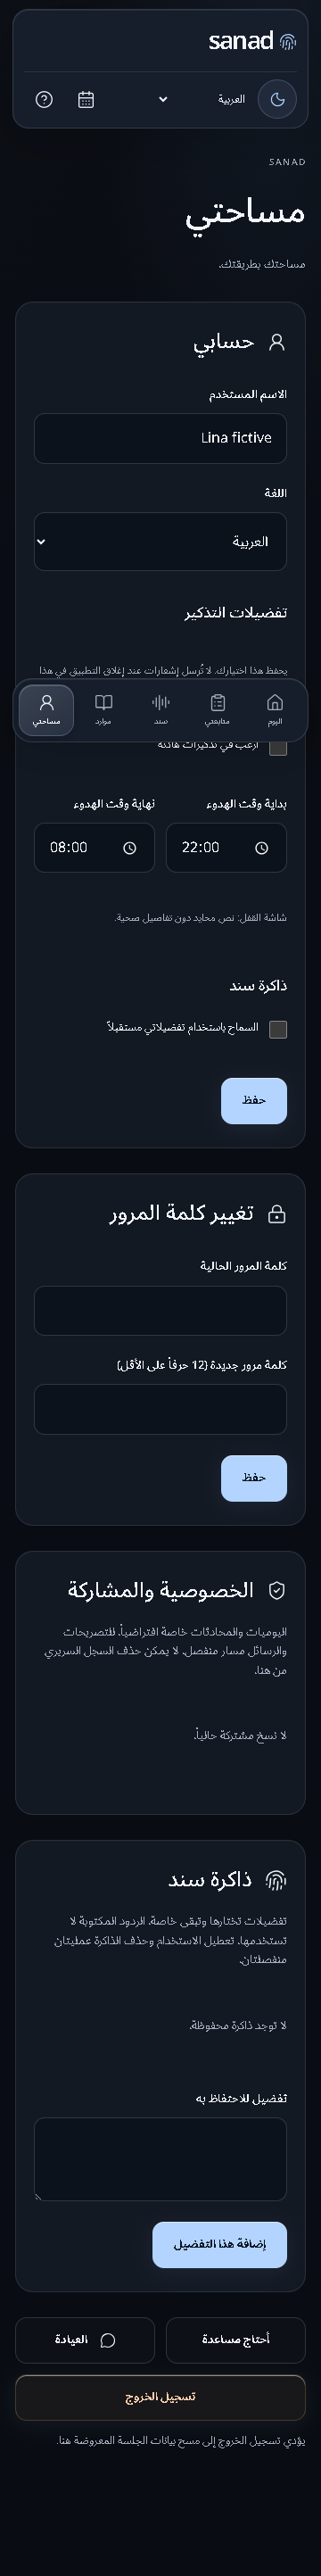 sanad
العربية
SANAD
مساحتي
مساحتك بطريقتك.
حسابي
الاسم المستخدم
Lina fictive
اللغة
العربية
تفضيلات التذكير
يحفظ هذا اختيارك. لا تُرسل إشعارات عند إغلاق التطبيق في هذا
اليوم
متابعتي
سند
موارد
مساحتي
أرغب في تذكيرات هادئة
بداية وقت الهدوء
نهاية وقت الهدوء
22:00
08:00
شاشة القفل: نص محايد دون تفاصيل صحية.
ذاكرة سند
السماح باستخدام تفضيلاتي مستقبلاً
حفظ
تغيير كلمة المرور
كلمة المرور الحالية
كلمة مرور جديدة (12 حرفاً على الأقل)
حفظ
الخصوصية والمشاركة
اليوميات والمحادثات خاصة افتراضياً. للتصريحات
والرسائل مسار منفصل. لا يمكن حذف السجل السريري
من هنا.
لا نسخ مشتركة حالياً.
ذاكرة سند
تفضيلات تختارها وتبقى خاصة. الردود المكتوبة لا
تستخدمها. تعطيل الاستخدام وحذف الذاكرة عمليتان
منفصلتان.
لا توجد ذاكرة محفوظة.
تفضيل للاحتفاظ به
إضافة هذا التفضيل
أحتاج مساعدة
العيادة
تسجيل الخروج
يؤدي تسجيل الخروج إلى مسح بيانات الجلسة المعروضة هنا.